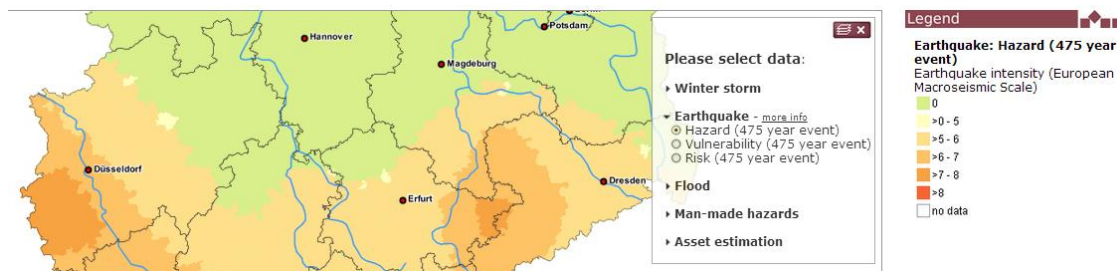 Potsdam
Hannover
Magdeburg
Düsseldorf
Erfurt
Dresden
Please select data:
Winter storm
Earthquake - more info
Hazard (475 year event)
Vulnerability (475 year event)
Risk (475 year event)
Flood
Man-made hazards
Asset estimation
Legend
Earthquake: Hazard (475 year
event)
Earthquake intensity (European
Macroseismic Scale)
0
>0 - 5
>5 - 6
>6 - 7
>7 - 8
>8
no data